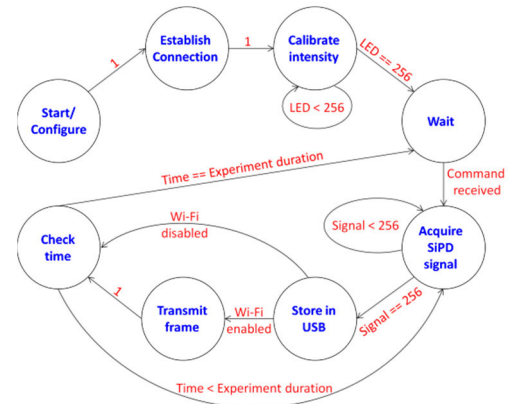 Establish
Connection
1
Calibrate
intensity
1
LED == 256
Start/
Configure
LED < 256
Wait
Time == Experiment duration
Command
received
Wi-Fi
disabled
Signal < 256
Check
time
Acquire
SiPD
signal
1
Transmit
frame
Wi-Fi
enabled
Store in
USB
Signal == 256
Time < Experiment duration